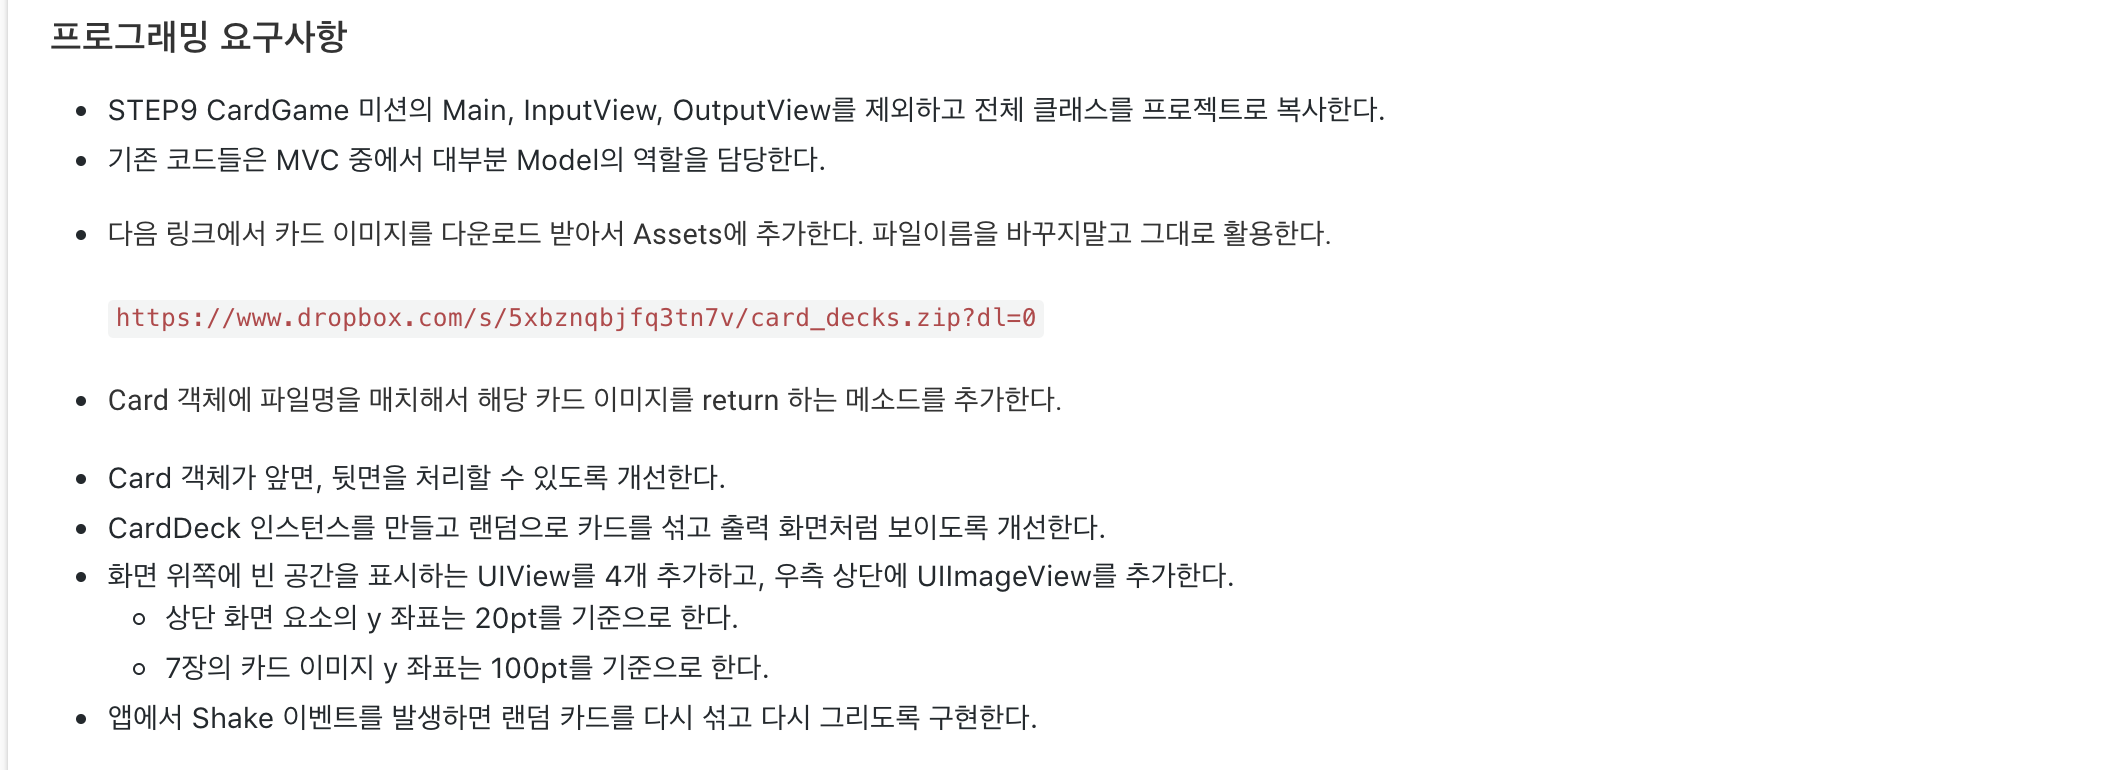 프로그래밍 요구사항
• STEP9 CardGame 미션의 Main, InputView, OutputView를 제외하고 전체 클래스를 프로젝트로 복사한다.
• 기존 코드들은 MVC 중에서 대부분 Model의 역할을 담당한다.
• 다음 링크에서 카드 이미지를 다운로드 받아서 Assets에 추가한다. 파일이름을 바꾸지말고 그대로 활용한다.
https://www.dropbox.com/s/5xbznqbjfq3tn7v/card_decks.zip?dl=0
• Card 객체에 파일명을 매치해서 해당 카드 이미지를 return 하는 메소드를 추가한다.
• Card 객체가 앞면, 뒷면을 처리할 수 있도록 개선한다.
• CardDeck 인스턴스를 만들고 랜덤으로 카드를 섞고 출력 화면처럼 보이도록 개선한다.
• 화면 위쪽에 빈 공간을 표시하는 UIView를 4개 추가하고, 우측 상단에 UIImageView를 추가한다.
◦ 상단 화면 요소의 y 좌표는 20pt를 기준으로 한다.
◦ 7장의 카드 이미지 y 좌표는 100pt를 기준으로 한다.
• 앱에서 Shake 이벤트를 발생하면 랜덤 카드를 다시 섞고 다시 그리도록 구현한다.